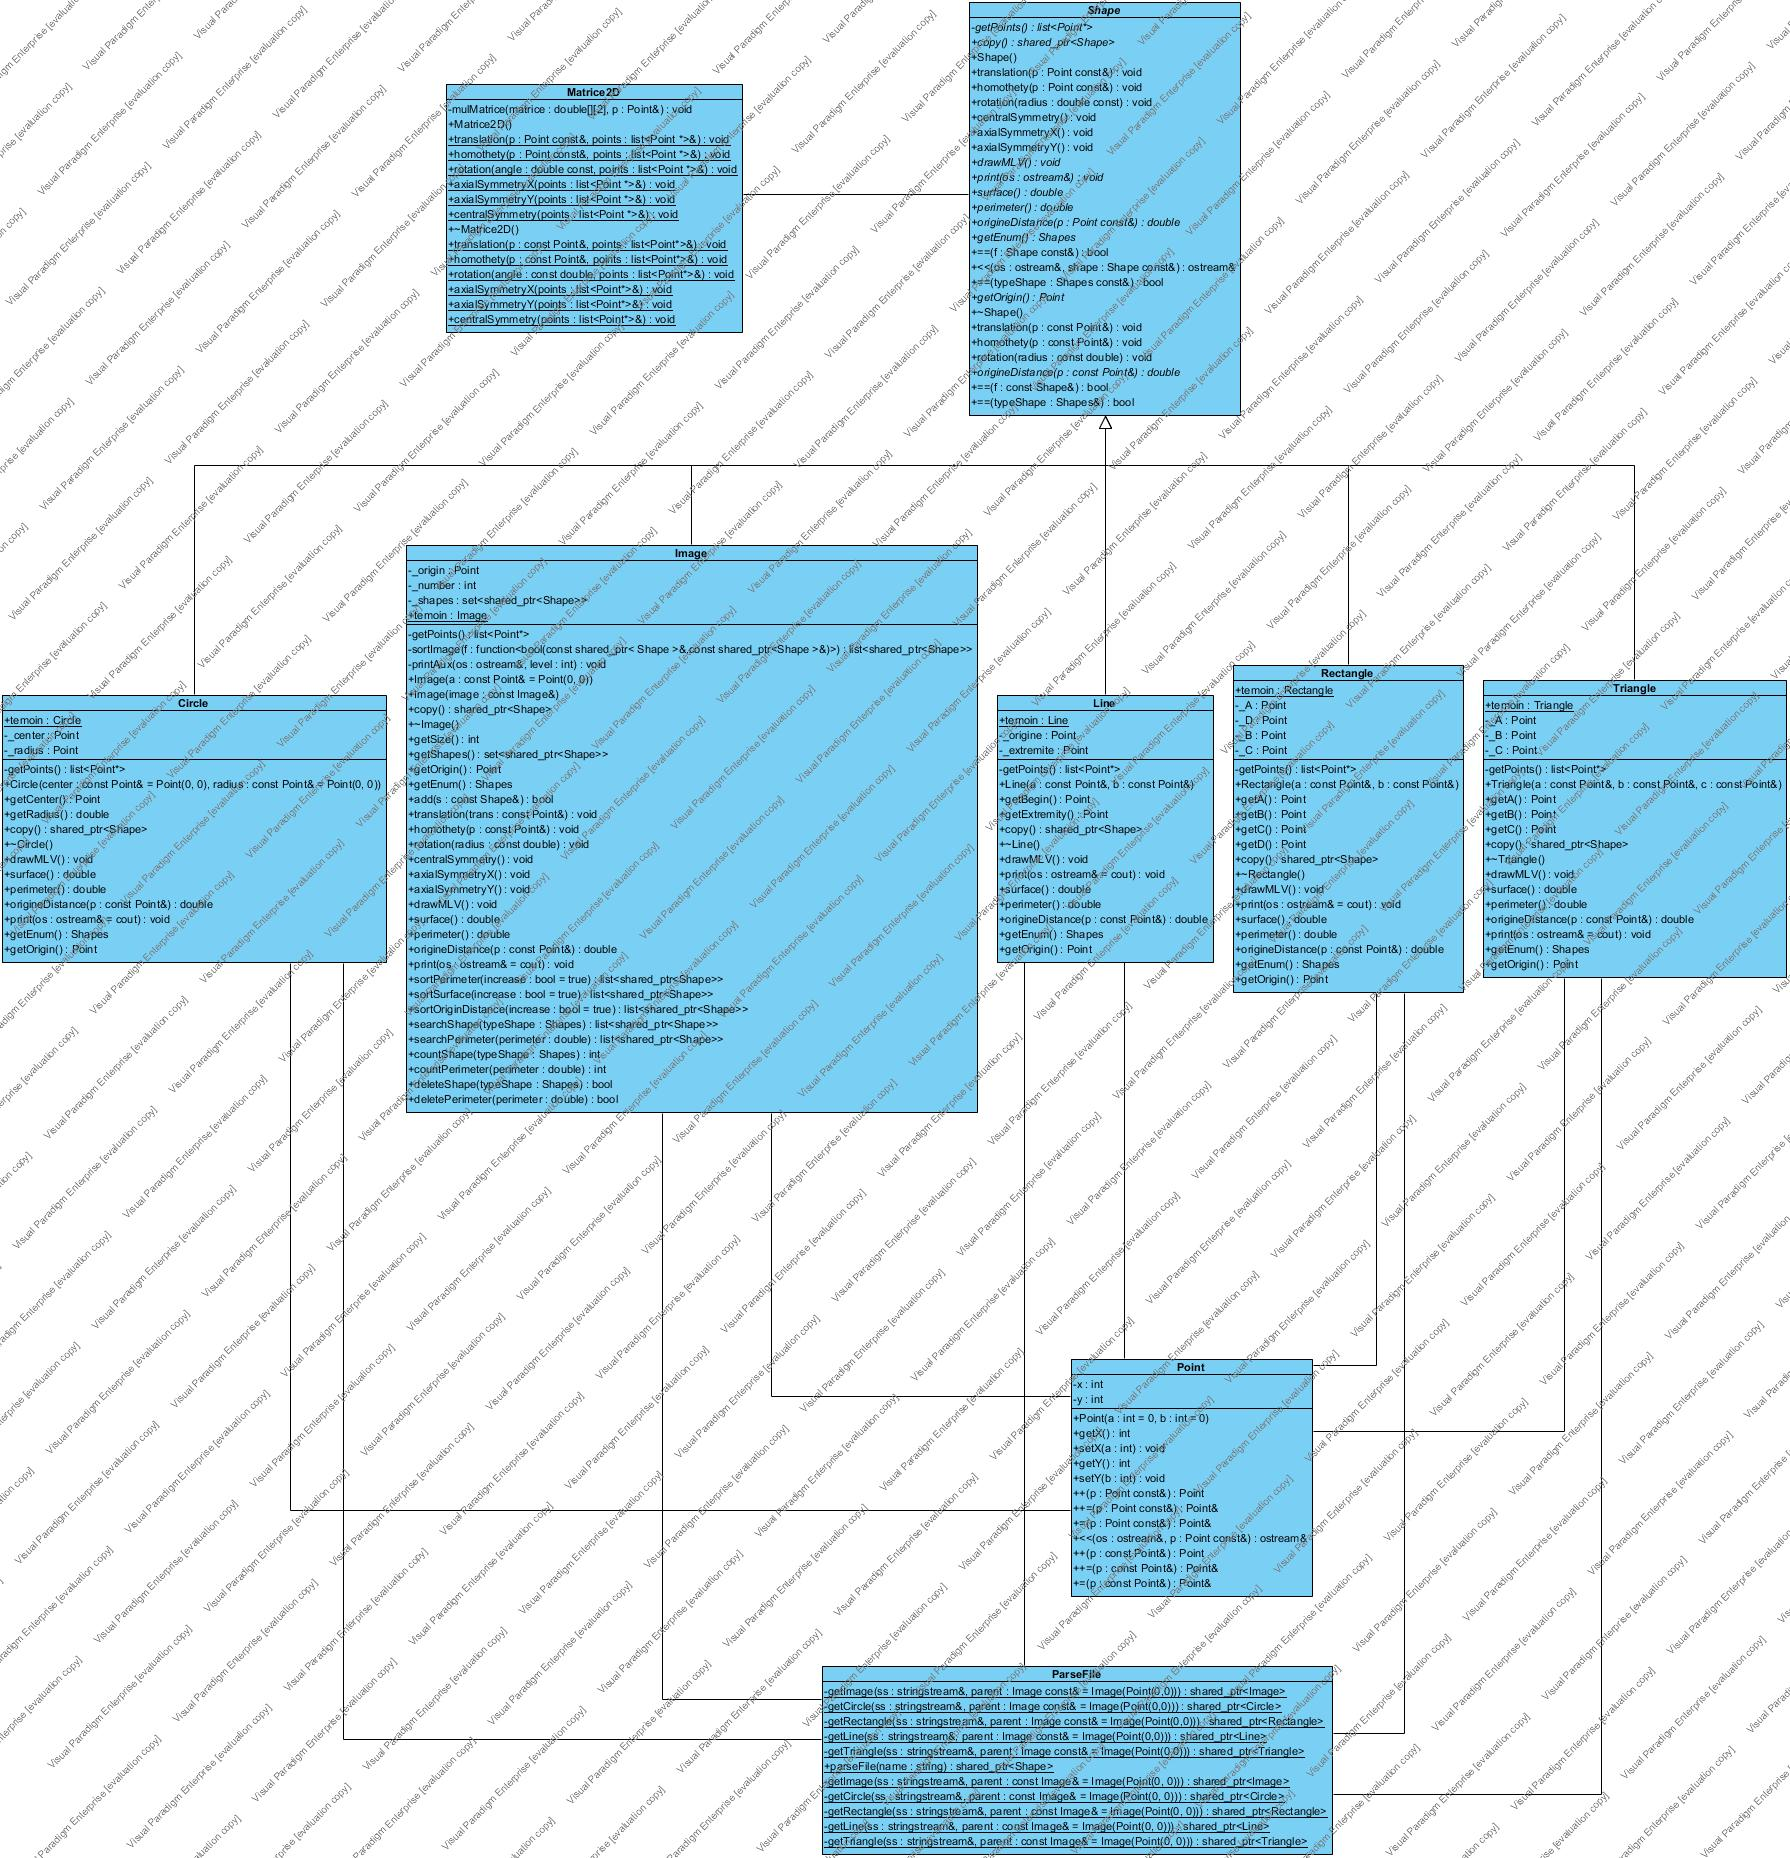 Shape
-getPoints() : list<Point*>
+copy() : shared_ptr<Shape>
+Shape()
+translation(p : Point const&) : void
+homothety(p : Point const&) : void
+rotation(radius : double const) : void
+centralSymmetry() : void
+axialSymmetryX() : void
+axialSymmetryY() : void
+drawMLV() : void
+print(os : ostream&) : void
+surface() : double
+perimeter() : double
+origineDistance(p : Point const&) : double
+getEnum() : Shapes
+==(f : Shape const&) : bool
+<<(os : ostream&, shape : Shape const&) : ostream&
+==(typeShape : Shapes const&) : bool
+getOrigin() : Point
+~Shape()
+translation(p : const Point&) : void
+homothety(p : const Point&) : void
+rotation(radius : const double) : void
+origineDistance(p : const Point&) : double
+==(f : const Shape&) : bool
+==(typeShape : Shapes&) : bool
Matrice2D
-mulMatrice(matrice : double[][2], p : Point&) : void
+Matrice2D()
+translation(p : Point const&, points : list<Point *>&) : void
+homothety(p : Point const&, points : list<Point *>&) : void
+rotation(angle : double const, points : list<Point *>&) : void
+axialSymmetryX(points : list<Point *>&) : void
+axialSymmetryY(points : list<Point *>&) : void
+centralSymmetry(points : list<Point *>&) : void
+~Matrice2D()
+translation(p : const Point&, points : list<Point*>&) : void
+homothety(p : const Point&, points : list<Point*>&) : void
+rotation(angle : const double, points : list<Point*>&) : void
+axialSymmetryX(points : list<Point*>&) : void
+axialSymmetryY(points : list<Point*>&) : void
+centralSymmetry(points : list<Point*>&) : void
Circle
+temoin : Circle
-_center : Point
-_radius : Point
-getPoints() : list<Point*>
+Circle(center : const Point& = Point(0, 0), radius : const Point& = Point(0, 0))
+getCenter() : Point
+getRadius() : double
+copy() : shared_ptr<Shape>
+~Circle()
+drawMLV() : void
+surface() : double
+perimeter() : double
+origineDistance(p : const Point&) : double
+print(os : ostream& = cout) : void
+getEnum() : Shapes
+getOrigin() : Point
Image
-_origin : Point
-_number : int
-_shapes : set<shared_ptr<Shape>>
+temoin : Image
-getPoints() : list<Point*>
-sortImage(f : function<bool(const shared_ptr< Shape >&,const shared_ptr<Shape >&)>) : list<shared_ptr<Shape>>
-printAux(os : ostream&, level : int) : void
+Image(a : const Point& = Point(0, 0))
+Image(image : const Image&)
+copy() : shared_ptr<Shape>
+~Image()
+getSize() : int
+getShapes() : set<shared_ptr<Shape>>
+getOrigin() : Point
+getEnum() : Shapes
+add(s : const Shape&) : bool
+translation(trans : const Point&) : void
+homothety(p : const Point&) : void
+rotation(radius : const double) : void
+centralSymmetry() : void
+axialSymmetryX() : void
+axialSymmetryY() : void
+drawMLV() : void
+surface() : double
+perimeter() : double
+origineDistance(p : const Point&) : double
+print(os : ostream& = cout) : void
+sortPerimeter(increase : bool = true) : list<shared_ptr<Shape>>
+sortSurface(increase : bool = true) : list<shared_ptr<Shape>>
+sortOriginDistance(increase : bool = true) : list<shared_ptr<Shape>>
+searchShape(typeShape : Shapes) : list<shared_ptr<Shape>>
+searchPerimeter(perimeter : double) : list<shared_ptr<Shape>>
+countShape(typeShape : Shapes) : int
+countPerimeter(perimeter : double) : int
+deleteShape(typeShape : Shapes) : bool
+deletePerimeter(perimeter : double) : bool
Line
+temoin : Line
-_origine : Point
-_extremite : Point
-getPoints() : list<Point*>
+Line(a : const Point&, b : const Point&)
+getBegin() : Point
+getExtremity() : Point
+copy() : shared_ptr<Shape>
+~Line()
+drawMLV() : void
+print(os : ostream& = cout) : void
+surface() : double
+perimeter() : double
+origineDistance(p : const Point&) : double
+getEnum() : Shapes
+getOrigin() : Point
Rectangle
+temoin : Rectangle
-_A : Point
-_D : Point
-_B : Point
-_C : Point
-getPoints() : list<Point*>
+Rectangle(a : const Point&, b : const Point&)
+getA() : Point
+getB() : Point
+getC() : Point
+getD() : Point
+copy() : shared_ptr<Shape>
+~Rectangle()
+drawMLV() : void
+print(os : ostream& = cout) : void
+surface() : double
+perimeter() : double
+origineDistance(p : const Point&) : double
+getEnum() : Shapes
+getOrigin() : Point
Triangle
+temoin : Triangle
-_A : Point
-_B : Point
-_C : Point
-getPoints() : list<Point*>
+Triangle(a : const Point&, b : const Point&, c : const Point&)
+getA() : Point
+getB() : Point
+getC() : Point
+copy() : shared_ptr<Shape>
+~Triangle()
+drawMLV() : void
+surface() : double
+perimeter() : double
+origineDistance(p : const Point&) : double
+print(os : ostream& = cout) : void
+getEnum() : Shapes
+getOrigin() : Point
Point
-x : int
-y : int
+Point(a : int = 0, b : int = 0)
+getX() : int
+setX(a : int) : void
+getY() : int
+setY(b : int) : void
++(p : Point const&) : Point
++=(p : Point const&) : Point&
+=(p : Point const&) : Point&
+<<(os : ostream&, p : Point const&) : ostream&
++(p : const Point&) : Point
++=(p : const Point&) : Point&
+=(p : const Point&) : Point&
ParseFile
-getImage(ss : stringstream&, parent : Image const& = Image(Point(0,0))) : shared_ptr<Image>
-getCircle(ss : stringstream&, parent : Image const& = Image(Point(0,0))) : shared_ptr<Circle>
-getRectangle(ss : stringstream&, parent : Image const& = Image(Point(0,0))) : shared_ptr<Rectangle>
-getLine(ss : stringstream&, parent : Image const& = Image(Point(0,0))) : shared_ptr<Line>
-getTriangle(ss : stringstream&, parent : Image const& = Image(Point(0,0))) : shared_ptr<Triangle>
+parseFile(name : string) : shared_ptr<Shape>
-getImage(ss : stringstream&, parent : const Image& = Image(Point(0, 0))) : shared_ptr<Image>
-getCircle(ss : stringstream&, parent : const Image& = Image(Point(0, 0))) : shared_ptr<Circle>
-getRectangle(ss : stringstream&, parent : const Image& = Image(Point(0, 0))) : shared_ptr<Rectangle>
-getLine(ss : stringstream&, parent : const Image& = Image(Point(0, 0))) : shared_ptr<Line>
-getTriangle(ss : stringstream&, parent : const Image& = Image(Point(0, 0))) : shared_ptr<Triangle>
Visual Paradigm Enterprise [evaluation copy]